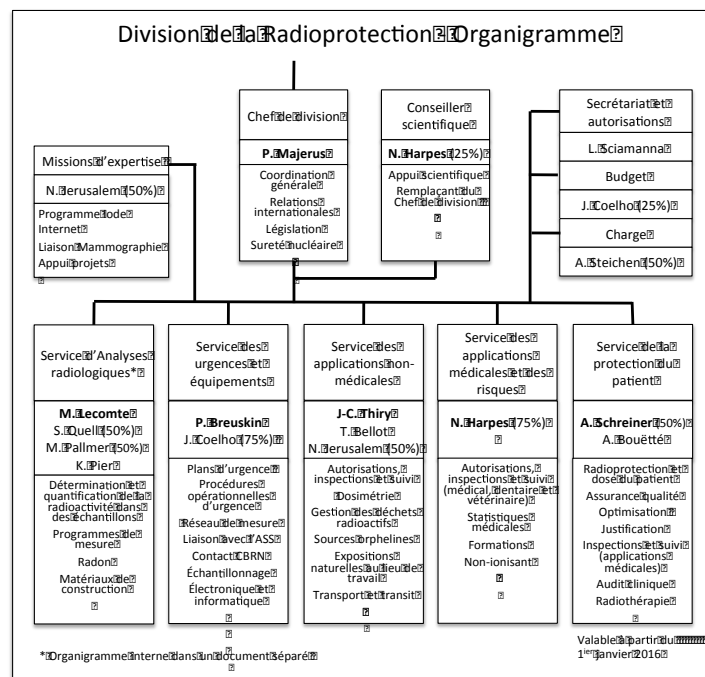 Division de la Radioprotection - Organigramme
Chef de division
P. Majerus
Coordination
générale
Relations
internationales
Législation
Sureté nucléaire
Conseiller
scientifique
N. Harpes (25%)
Appui scientifique
Remplaçant du
Chef de division
Secrétariat et
autorisations
L. Sciamanna
Budget
J. Coelho (25%)
Charge
A. Steichen (50%)
Missions d'expertise
N. Jerusalem (50%)
Programme Iode
Internet
Liaison Mammographie
Appui projets
Service d'Analyses
radiologiques*
M. Lecomte
S. Quell (50%)
M. Pallmer (50%)
K. Pier
Détermination et
quantification de la
radioactivité dans
des échantillons
Programmes de
mesure
Radon
Matériaux de
construction
Service des
urgences et
équipements
P. Breuskin
J. Coelho (75%)
Plans d'urgence
Procédures
opérationnelles
d'urgence
Réseau de mesure
Liaison avec l'ASS
Contact CBRN
Échantillonnage
Électronique et
informatique
Service des
applications non-
médicales
J-C. Thiry
T. Bellot
N. Jerusalem (50%)
Autorisations,
inspections et suivi
Dosimétrie
Gestion des déchets
radioactifs
Sources orphelines
Expositions
naturelles au lieu de
travail
Transport et transit
Service des
applications
médicales et des
risques
N. Harpes (75%)
Autorisations,
inspections et suivi
(médical, dentaire et
vétérinaire)
Statistiques
médicales
Formations
Non-ionisant
Service de la
protection du
patient
A. Schreiner (50%)
A. Bouëtté
Radioprotection et
dose du patient
Assurance qualité
Optimisation
Justification
Inspections et suivi
(applications
médicales)
Audit clinique
Radiothérapie
* Organigramme interne dans un document séparé
Valable à partir du
1ier janvier 2016